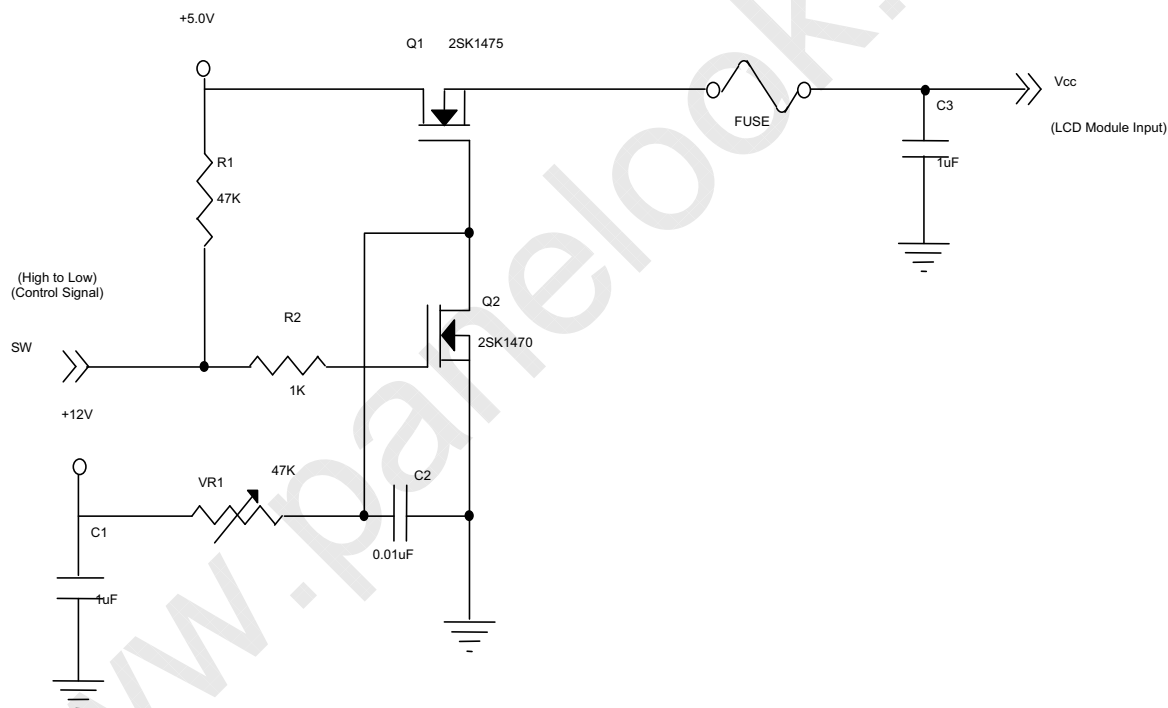 +5.0V
Q1 2SK1475
Vcc
C3
FUSE
(LCD Module Input)
1uF
R1
47K
(High to Low)
(Control Signal)
Q2
R2
SW
2SK1470
1K
+12V
47K
VR1
C2
C1
0.01uF
1uF
www.panelook.